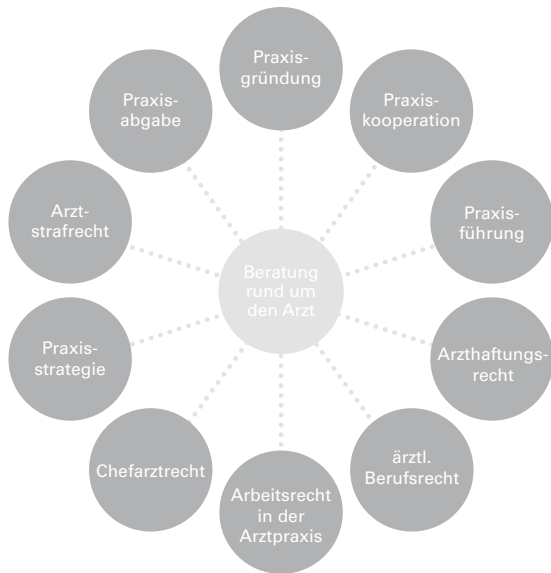 Praxis-
gründung
Praxis-
kooperation
Praxis-
führung
Arzthaftungs-
recht
ärztl.
Berufsrecht
Arbeitsrecht
in der
Arztpraxis
Chefarztrecht
Praxis-
strategie
Arzt-
strafrecht
Praxis-
abgabe
Beratung
rund um
den Arzt